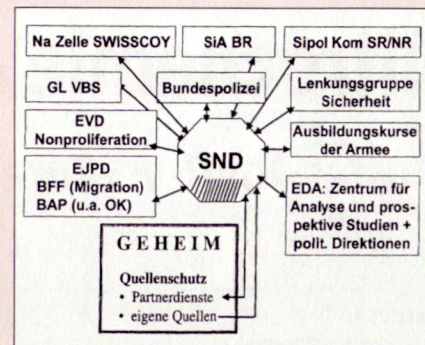 Na Zelle SWISSCOY
SiA BR
Sipol Kom SR/NR
GL VBS
Bundespolizei
Lenkungsgruppe
Sicherheit
EVD
Nonproliferation
SND
Ausbildungskurse
der Armee
EJPD
BFF (Migration)
BAP (u.a. OK)
EDA: Zentrum für
Analyse und pros-
pektive Studien +
polit. Direktionen
GEHEIM
Quellenschutz
• Partnerdienste
• eigene Quellen